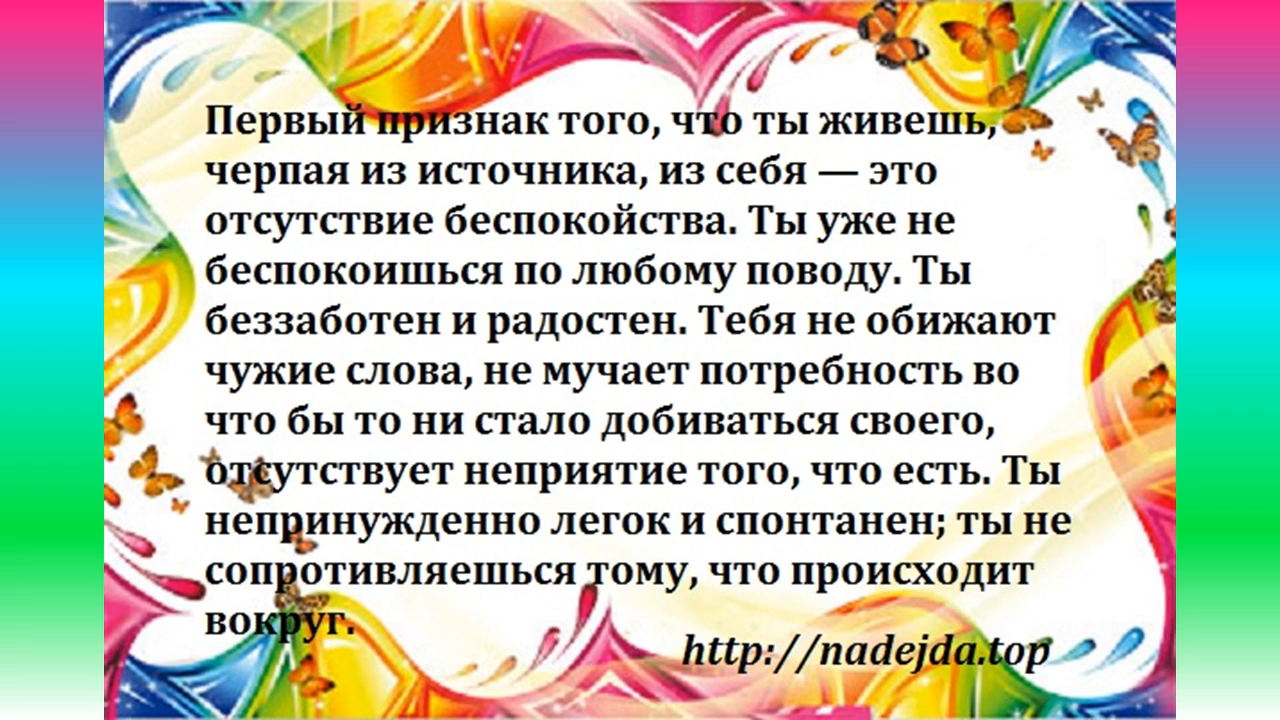 Первый признак того, что ты живешь,
черпая из источника, из себя — это
отсутствие беспокойства. Ты уже не
беспокоишься по любому поводу. Ты
беззаботен и радостен. Тебя не обижают
чужие слова, не мучает потребность во
что бы то ни стало добиваться своего,
отсутствует неприятие того, что есть. Ты
непринужденно легок и спонтанен; ты не
сопротивляешься тому, что происходит
вокруг.
http://nadejda.top